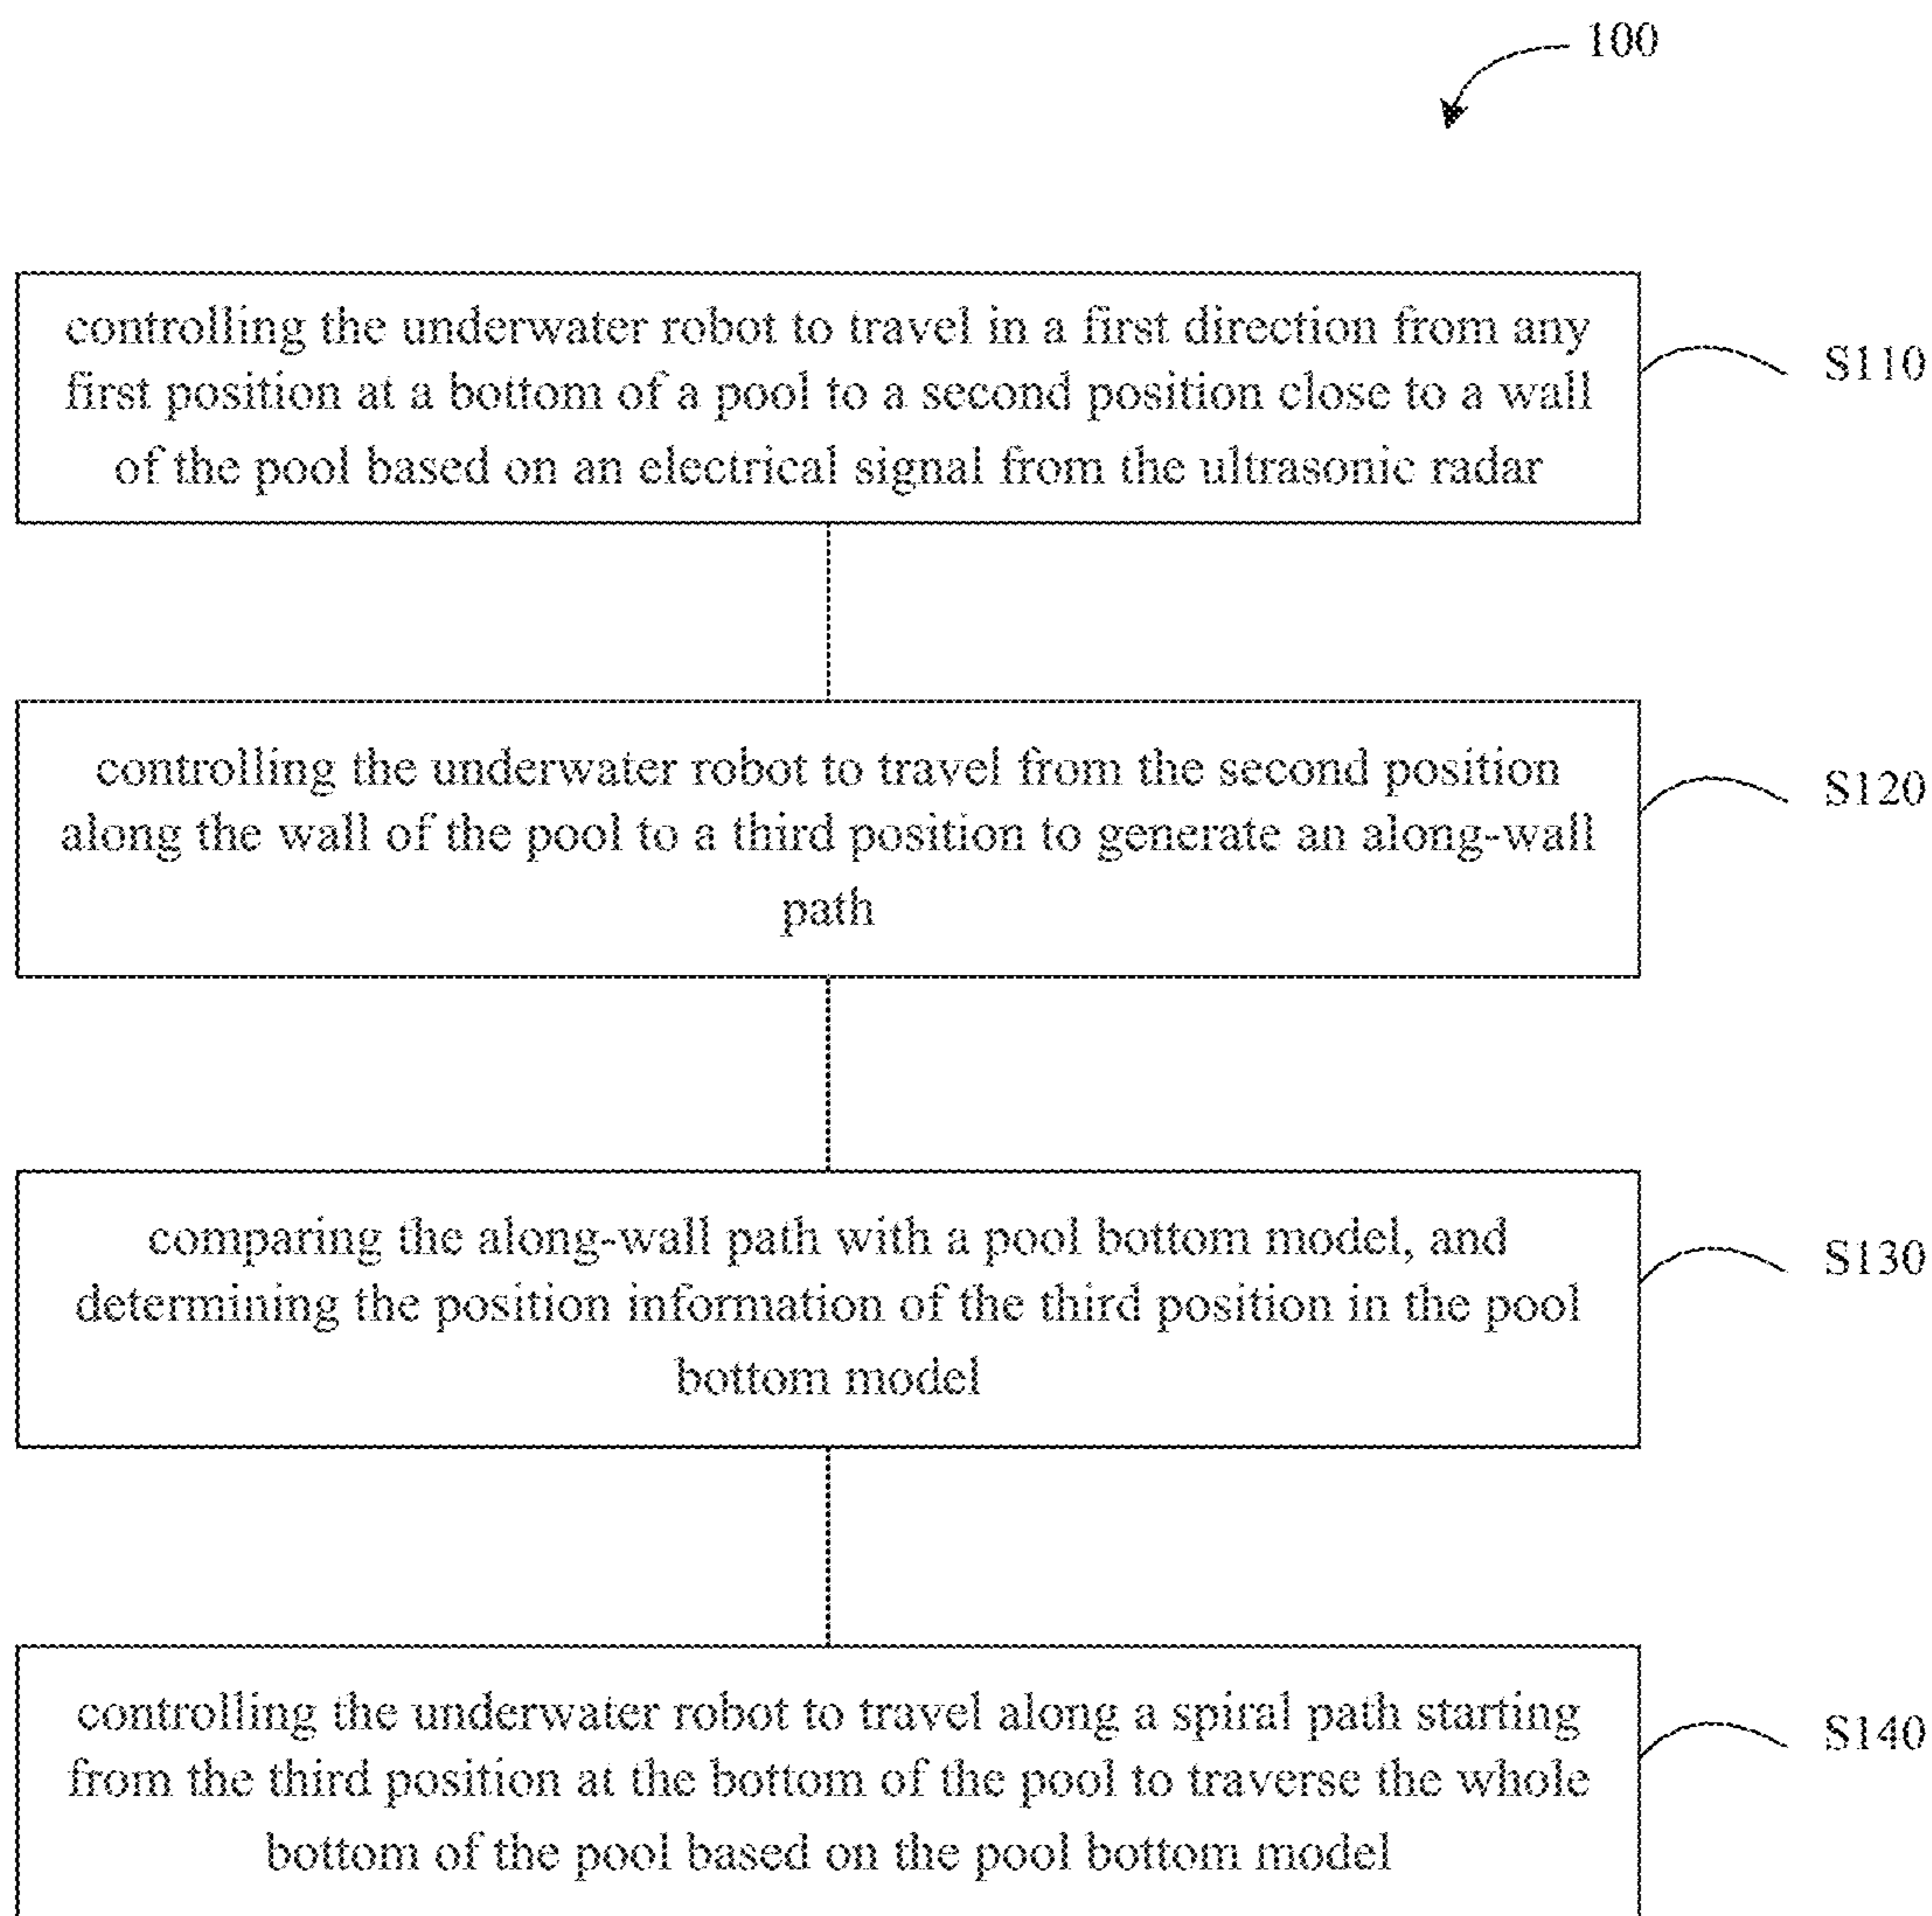 100
controlling the underwater robot to travel in a first direction from any
first position at a bottom of a pool to a second position close to a wall
of the pool based on an electrical signal from the ultrasonic radar
S110
controlling the underwater robot to travel from the second position
along the wall of the pool to a third position to generate an along-wall
path
S120
comparing the along-wall path with a pool bottom model, and
determining the position information of the third position in the pool
bottom model
S130
controlling the underwater robot to travel along a spiral path starting
from the third position at the bottom of the pool to traverse the whole
bottom of the pool based on the pool bottom model
S140